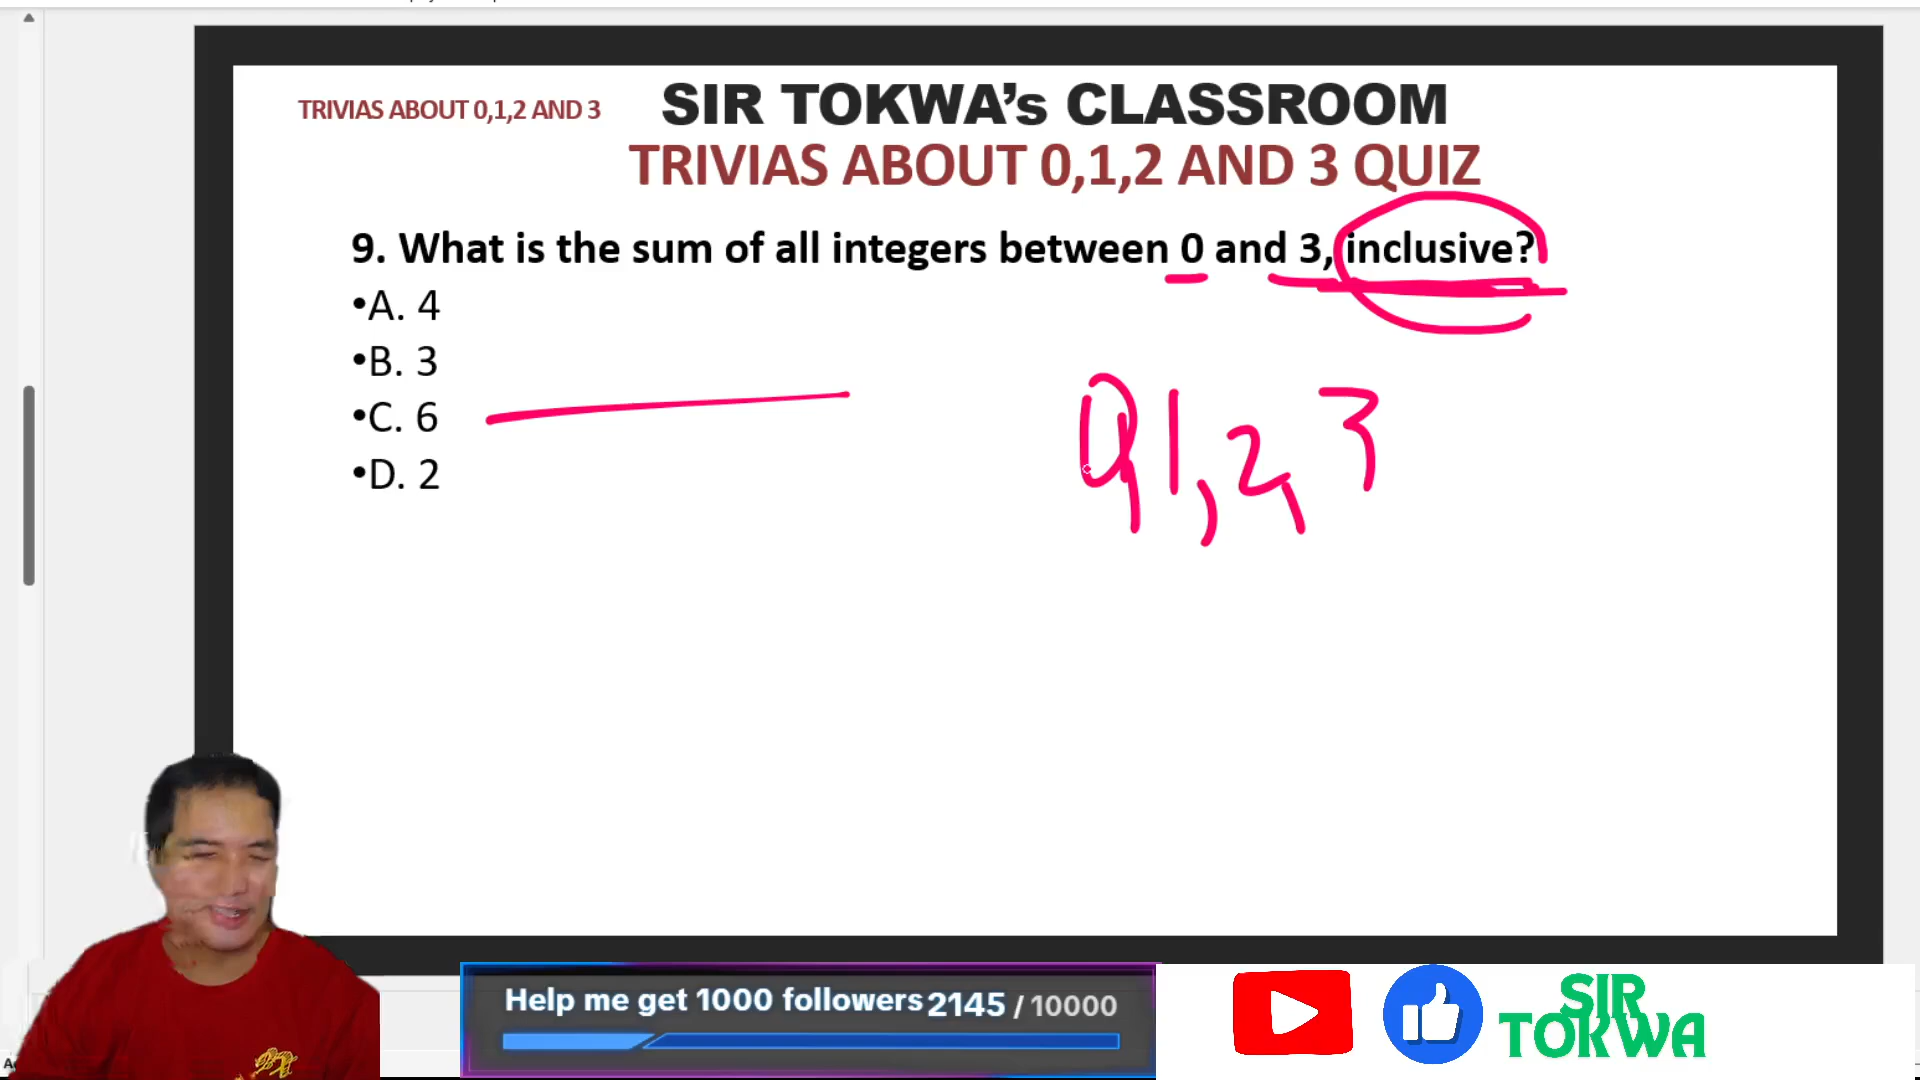 TRIVIAS ABOUT 0,1,2 AND 3
SIR TOKWA's CLASSROOM
TRIVIAS ABOUT 0,1,2 AND 3 QUIZ
9. What is the sum of all integers between 0 and 3, inclusive?
•A. 4
•B. 3
•C. 6
•D. 2
0,1,2,3
Help me get 1000 followers 2145 / 10000
SIR
TOKWA